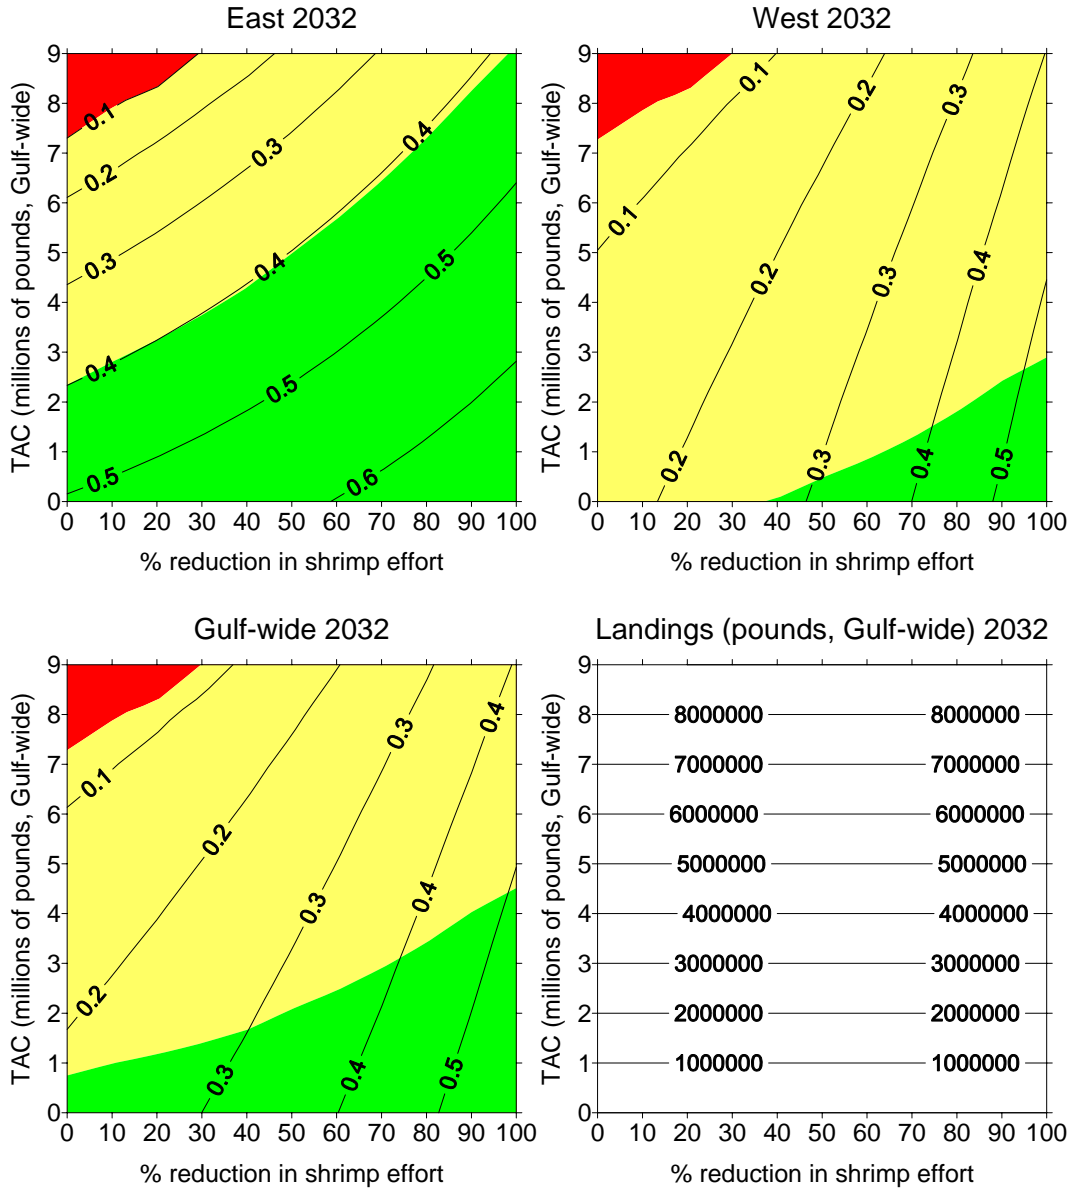 East 2032
TAC (millions of pounds, Gulf-wide)
9
8
7
6
5
4
3
2
1
0
0.1
0.2
0.3
0.3
0.4
0.4
0.4
0.5
0.5
0.5
0.6
0 10 20 30 40 50 60 70 80 90 100
% reduction in shrimp effort
West 2032
TAC (millions of pounds, Gulf-wide)
9
8
7
6
5
4
3
2
1
0
0.1
0.1
0.2
0.2
0.2
0.3
0.3
0.3
0.4
0.4
0.5
0 10 20 30 40 50 60 70 80 90 100
% reduction in shrimp effort
Gulf-wide 2032
TAC (millions of pounds, Gulf-wide)
9
8
7
6
5
4
3
2
1
0
0.1
0.2
0.2
0.3
0.3
0.3
0.4
0.4
0.4
0.5
0 10 20 30 40 50 60 70 80 90 100
% reduction in shrimp effort
Landings (pounds, Gulf-wide) 2032
TAC (millions of pounds, Gulf-wide)
9
8 8000000 8000000
7 7000000 7000000
6 6000000 6000000
5 5000000 5000000
4 4000000 4000000
3 3000000 3000000
2 2000000 2000000
1 1000000 1000000
0
0 10 20 30 40 50 60 70 80 90 100
% reduction in shrimp effort